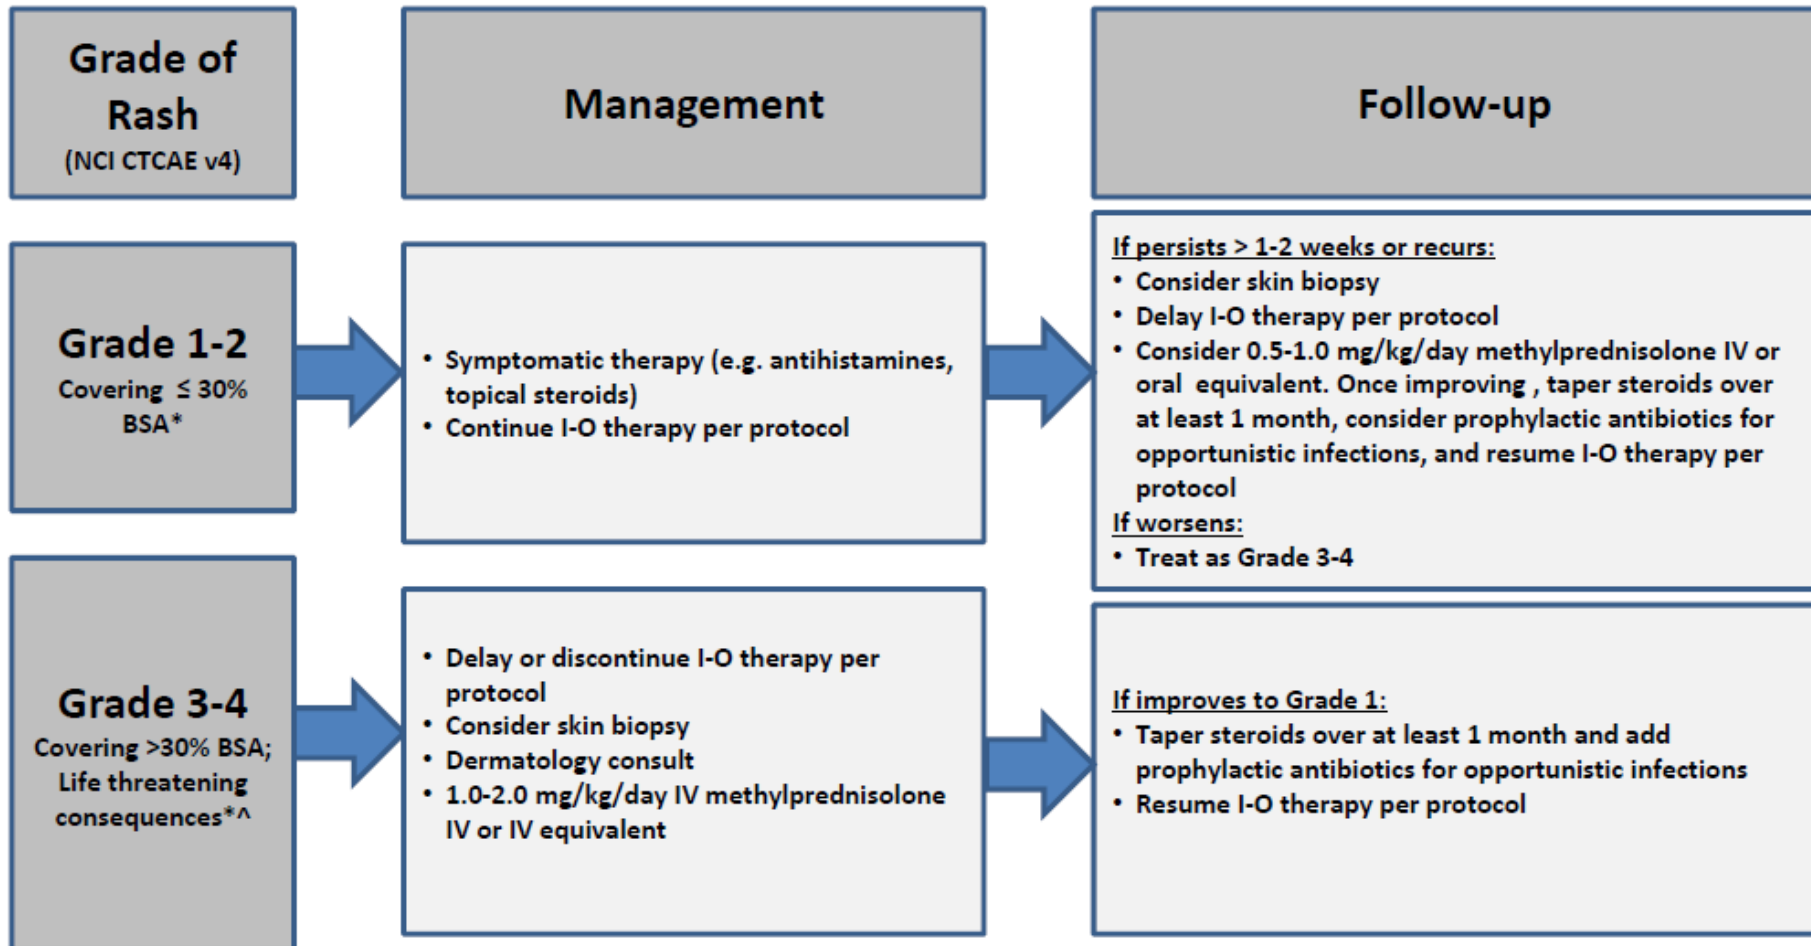 Grade of
Rash
(NCI CTCAE v4)
Management
Follow-up
Grade 1-2
Covering ≤ 30%
BSA*
• Symptomatic therapy (e.g. antihistamines,
topical steroids)
• Continue I-O therapy per protocol
If persists > 1-2 weeks or recurs:
• Consider skin biopsy
• Delay I-O therapy per protocol
• Consider 0.5-1.0 mg/kg/day methylprednisolone IV or
oral equivalent. Once improving , taper steroids over
at least 1 month, consider prophylactic antibiotics for
opportunistic infections, and resume I-O therapy per
protocol
If worsens:
• Treat as Grade 3-4
Grade 3-4
Covering >30% BSA;
Life threatening
consequences*^
• Delay or discontinue I-O therapy per
protocol
• Consider skin biopsy
• Dermatology consult
• 1.0-2.0 mg/kg/day IV methylprednisolone
IV or IV equivalent
If improves to Grade 1:
• Taper steroids over at least 1 month and add
prophylactic antibiotics for opportunistic infections
• Resume I-O therapy per protocol